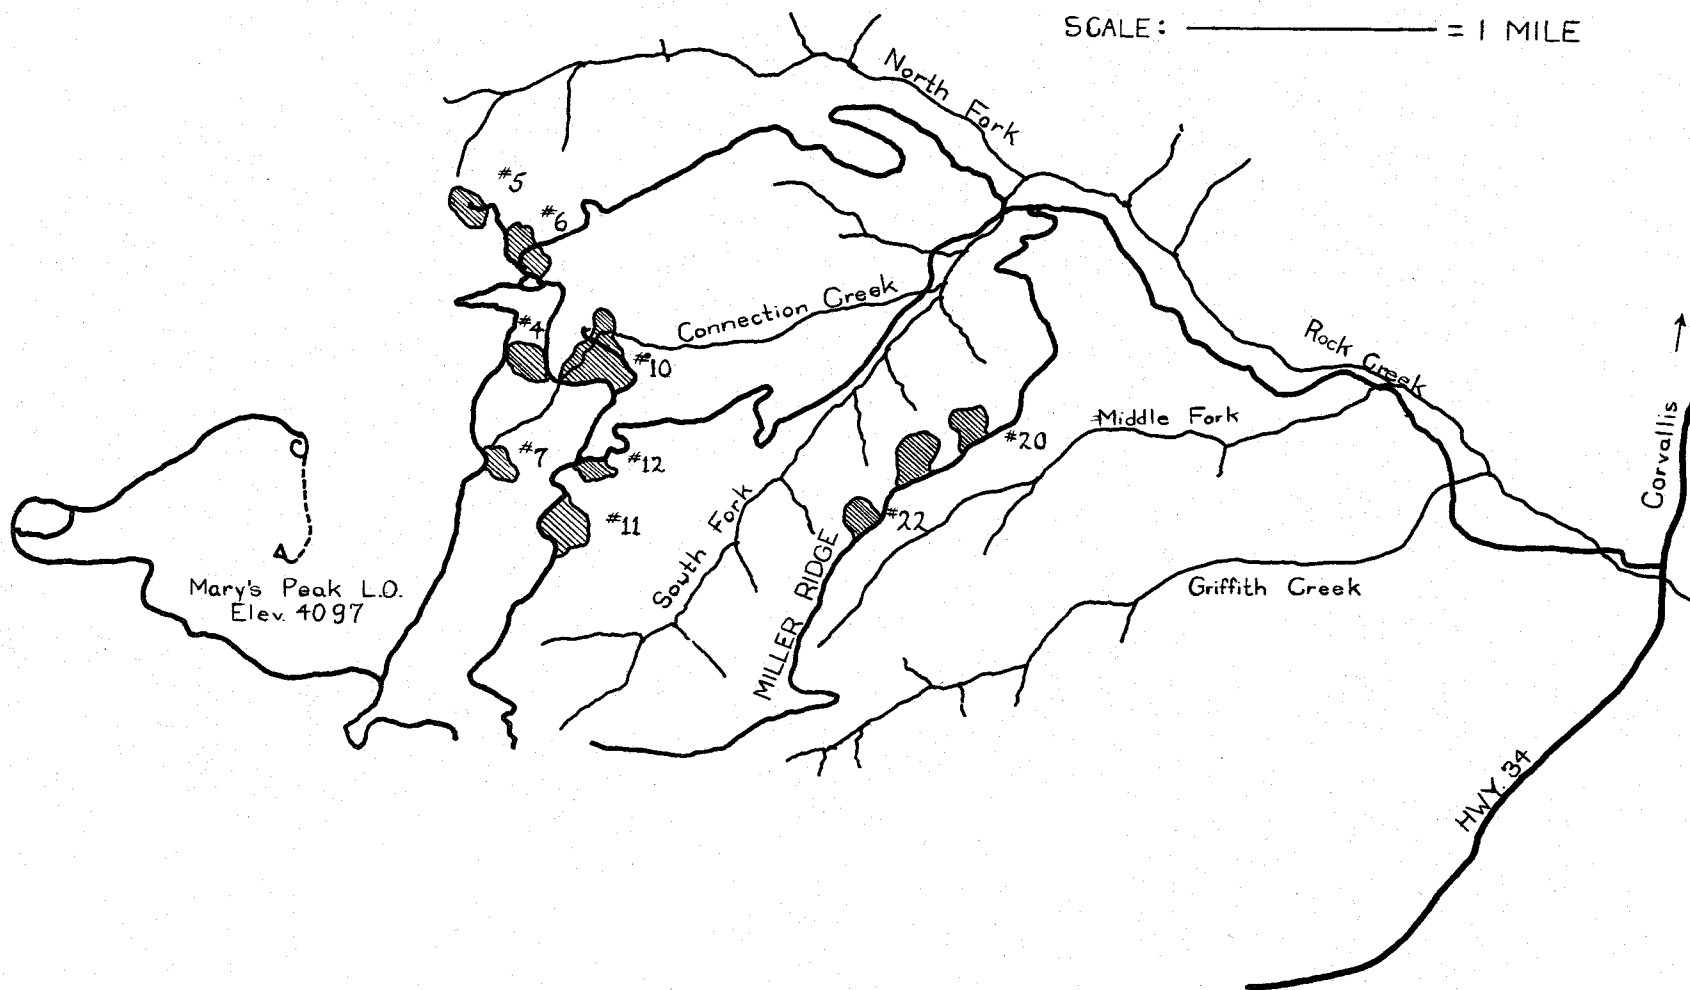 SCALE: = 1 MILE
North Fork
#5
#6
Connection Creek
#4
#10
Rock Creek
Middle Fork
#20
Corvallis
#7
#12
#11
South Fork
#22
MILLER RIDGE
Mary's Peak L.O.
Elev. 4097
Griffith Creek
HWY. 34